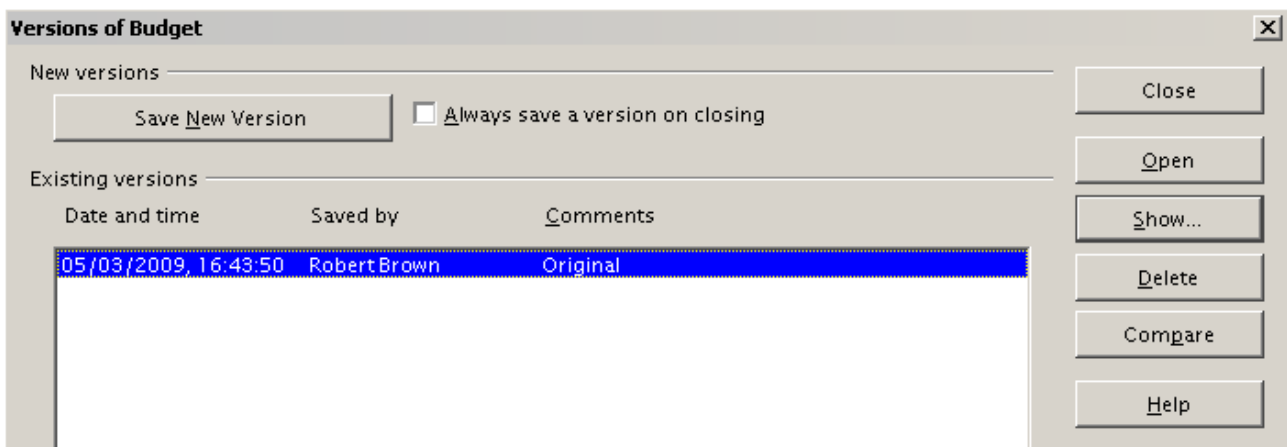 Versions of Budget
New versions
Save New Version
Always save a version on closing
Existing versions
Date and time Saved by Comments
05/03/2009, 16:43:50 Robert Brown Original
Close
Open
Show...
Delete
Compare
Help